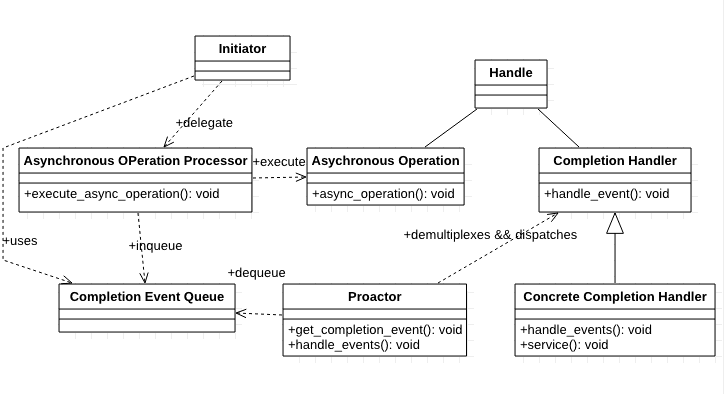 Initiator
Handle
+delegate
Asynchronous OPeration Processor
+execute_async_operation(): void
+execute
Asychronous Operation
+async_operation(): void
Completion Handler
+handle_event(): void
+uses
+inqueue
+demultiplexes && dispatches
+dequeue
Completion Event Queue
Proactor
+get_completion_event(): void
+handle_events(): void
Concrete Completion Handler
+handle_events(): void
+service(): void